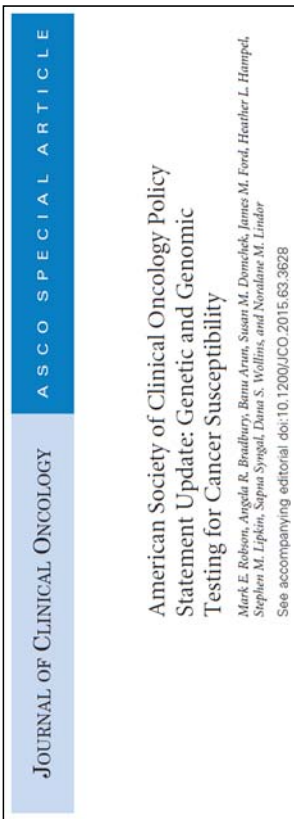 JOURNAL OF CLINICAL ONCOLOGY
ASCO SPECIAL ARTICLE
American Society of Clinical Oncology Policy
Statement Update: Genetic and Genomic
Testing for Cancer Susceptibility
Mark E. Robson, Angela R. Bradbury, Banu Arun, Susan M. Domchek, James M. Ford, Heather L. Hampel,
Stephen M. Lipkin, Sapna Syngal, Dana S. Wollins, and Noralane M. Lindor
See accompanying editorial doi:10.1200/JCO.2015.63.3628